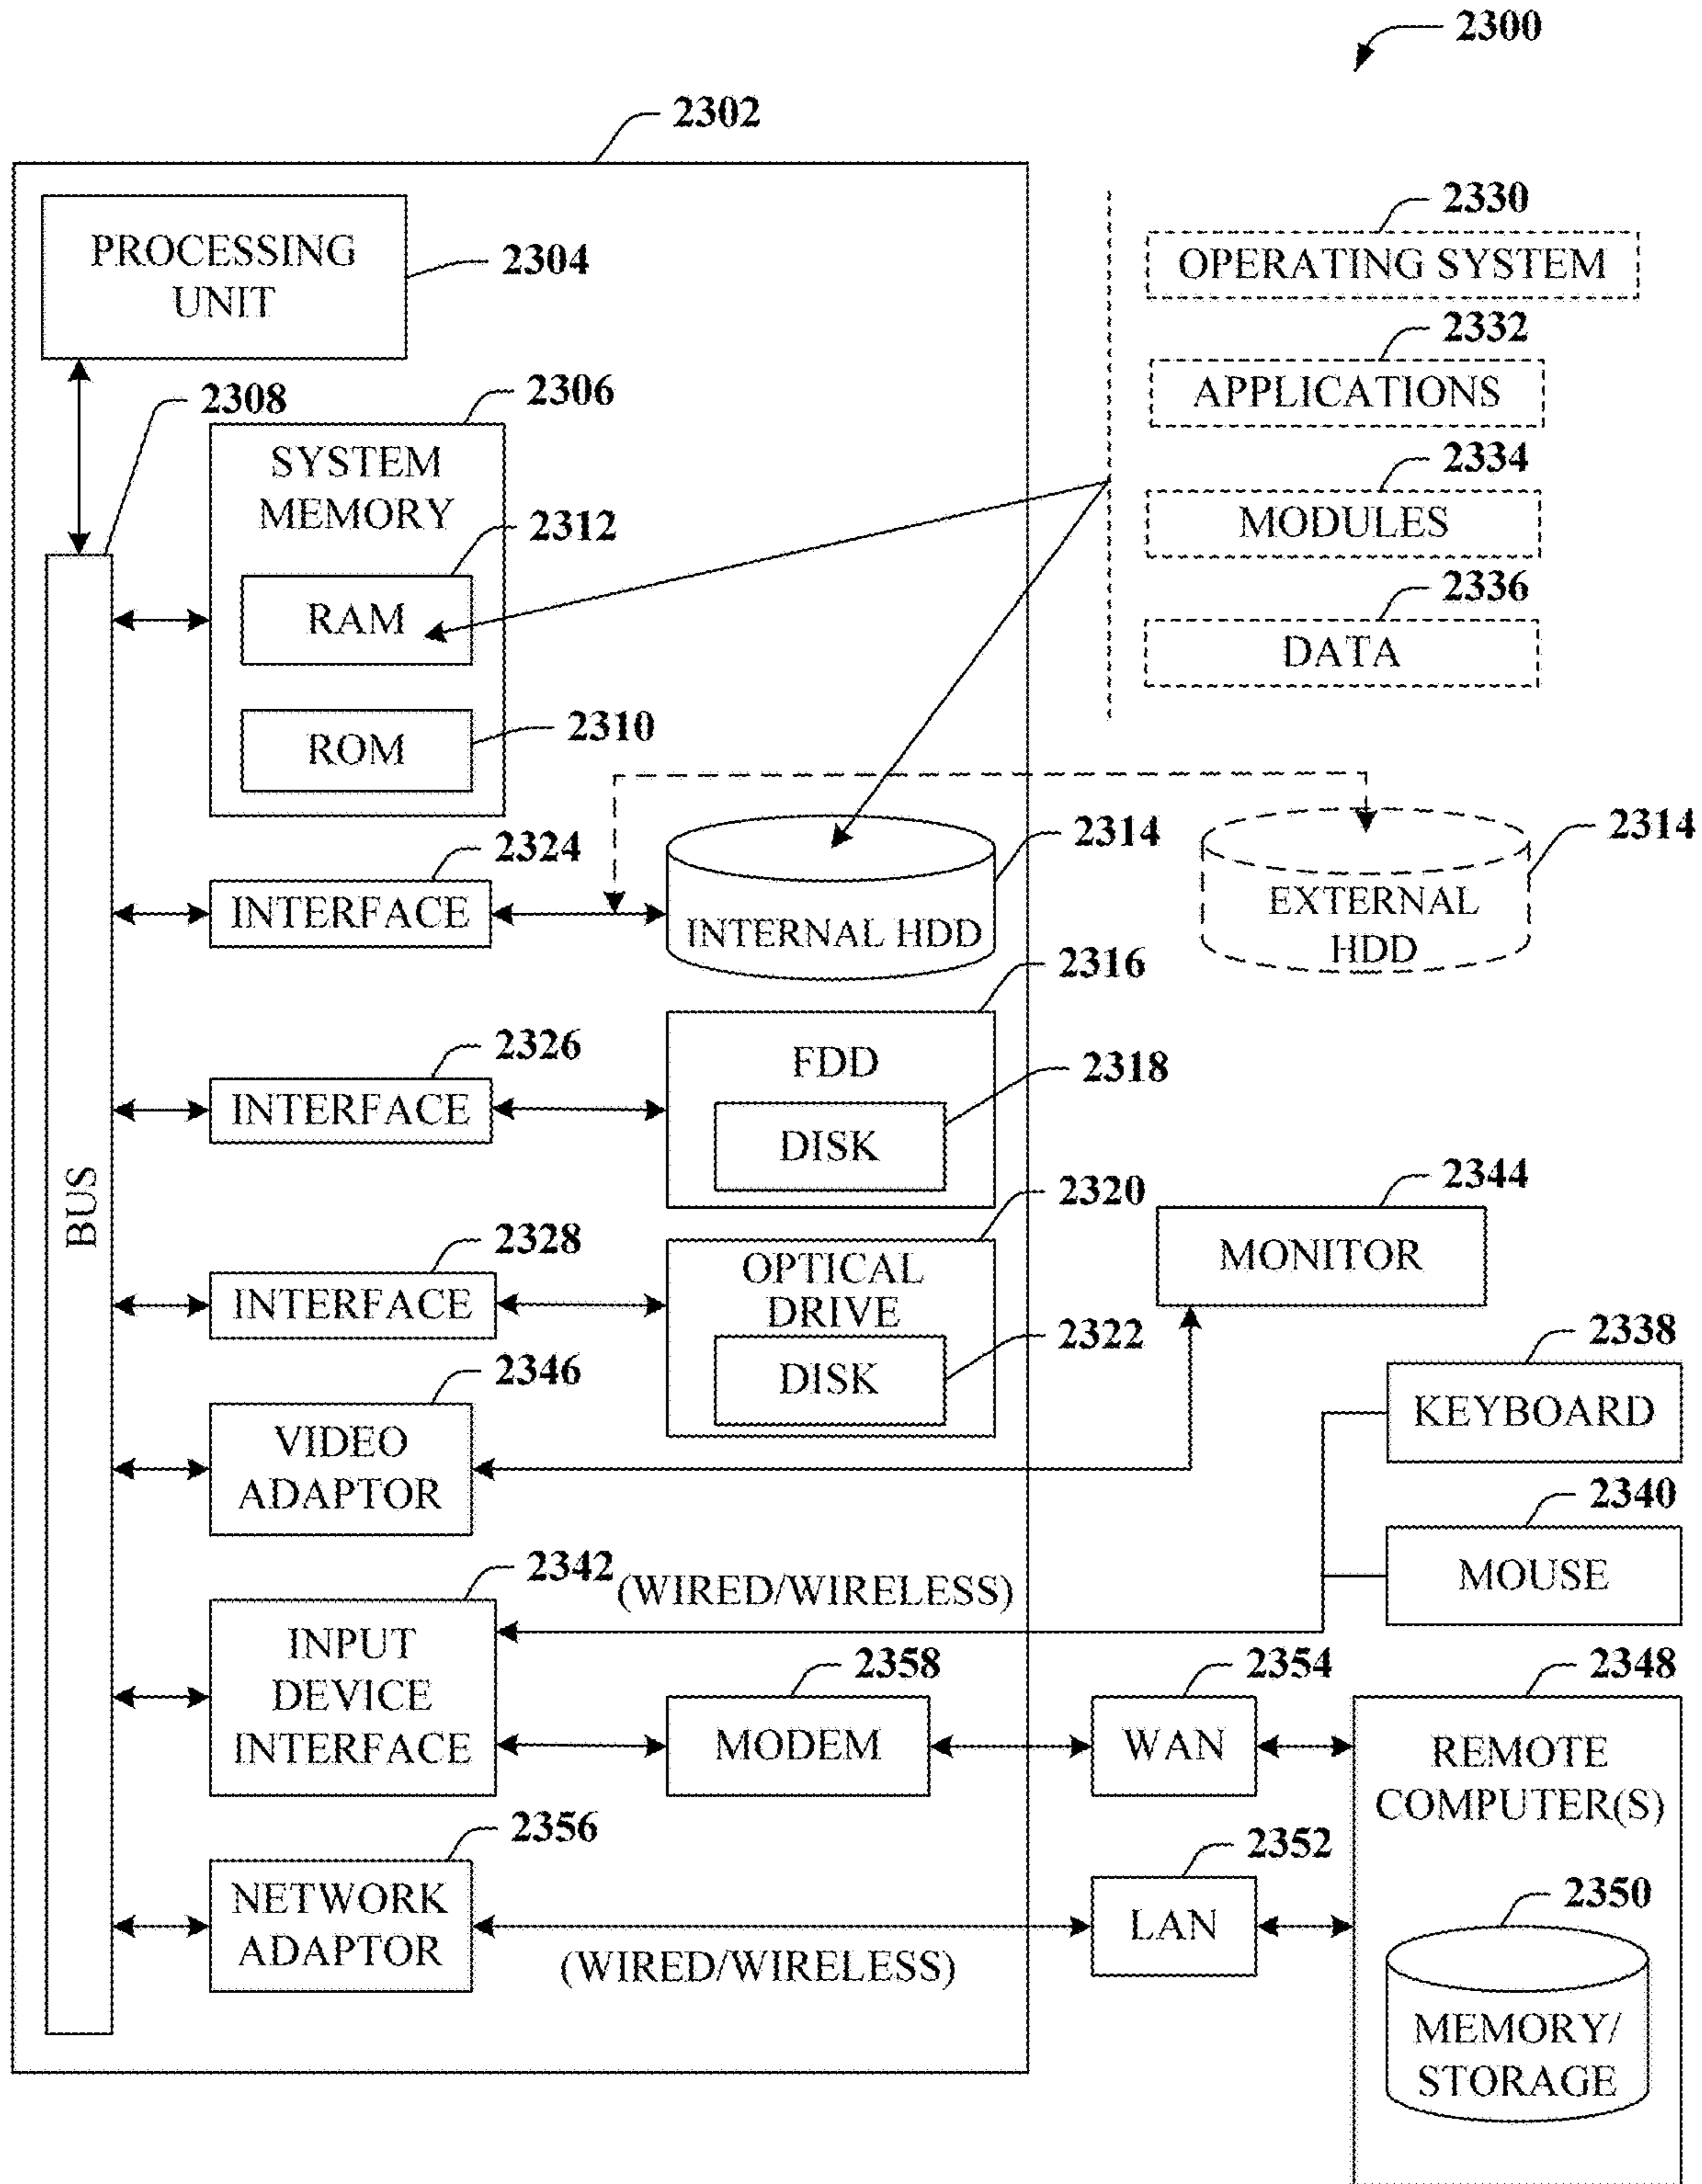 2300
2302
PROCESSING
UNIT
2304
2330
OPERATING SYSTEM
2332
APPLICATIONS
2334
MODULES
2336
DATA
2308
2306
SYSTEM
MEMORY
2312
RAM
2310
ROM
2324
INTERFACE
2314
INTERNAL HDD
2314
EXTERNAL
HDD
2326
INTERFACE
2316
FDD
2318
DISK
BUS
2328
INTERFACE
2320
OPTICAL
DRIVE
2322
DISK
2344
MONITOR
2338
KEYBOARD
2346
VIDEO
ADAPTOR
2340
MOUSE
2342
(WIRED/WIRELESS)
INPUT
DEVICE
INTERFACE
2358
MODEM
2354
WAN
2348
REMOTE
COMPUTER(S)
2356
NETWORK
ADAPTOR
(WIRED/WIRELESS)
2352
LAN
2350
MEMORY/
STORAGE